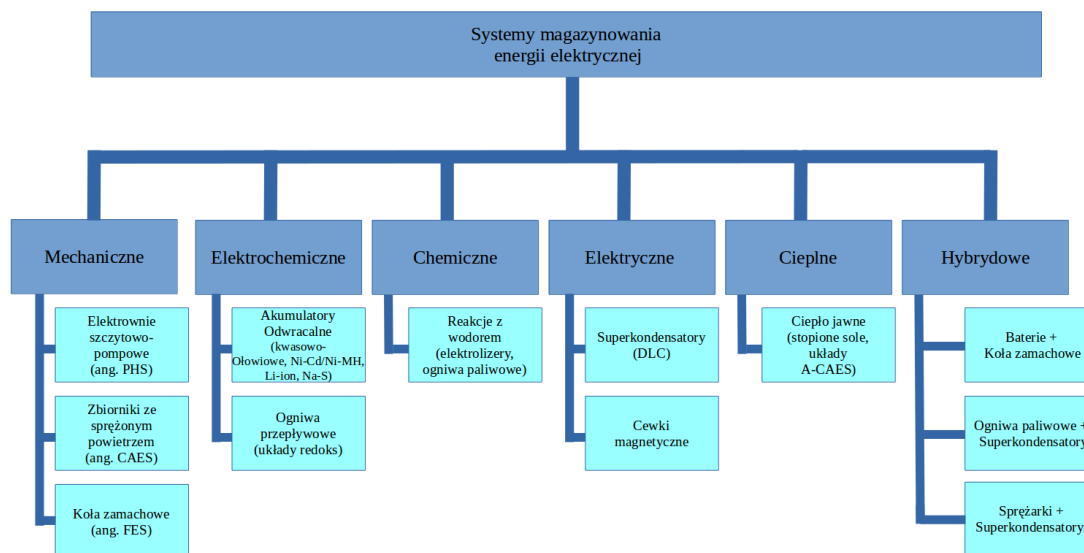 Systemy magazynowania
energii elektrycznej
Mechaniczne
Elektrochemiczne
Chemiczne
Elektryczne
Cieplne
Hybrydowe
Elektrownie
szczytowo-
pompowe
(ang. PHS)
Zbiorniki ze
sprężonym
powietrzem
(ang. CAES)
Koła zamachowe
(ang. FES)
Akumulatory
Odwracalne
(kwasowo-
Ołowiowe, Ni-Cd/Ni-MH,
Li-ion, Na-S)
Ogniwa
przepływowe
(układy redoks)
Reakcje z
wodorem
(elektrolizery,
ogniwa paliwowe)
Superkondensatory
(DLC)
Cewki
magnetyczne
Ciepło jawne
(stopione sole,
układy
A-CAES)
Baterie +
Koła zamachowe
Ogniwa paliwowe +
Superkondensatory
Sprężarki +
Superkondensatory